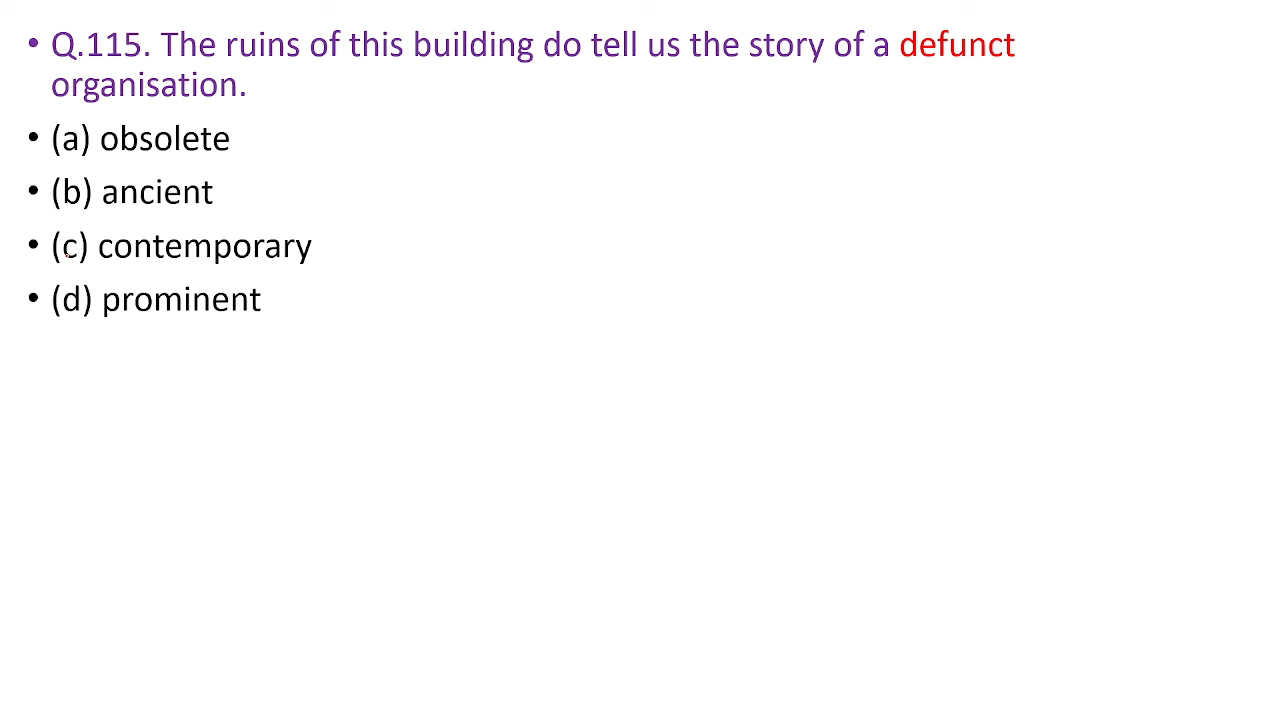 • Q.115. The ruins of this building do tell us the story of a defunct
organisation.
• (a) obsolete
• (b) ancient
• (c) contemporary
• (d) prominent